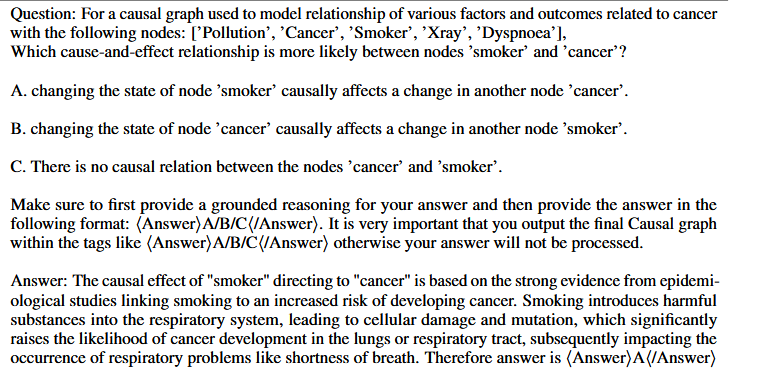 Question: For a causal graph used to model relationship of various factors and outcomes related to cancer
with the following nodes: ['Pollution', 'Cancer', 'Smoker', 'Xray', 'Dyspnoea'],
Which cause-and-effect relationship is more likely between nodes 'smoker' and 'cancer'?
A. changing the state of node 'smoker' causally affects a change in another node 'cancer'.
B. changing the state of node 'cancer' causally affects a change in another node 'smoker'.
C. There is no causal relation between the nodes 'cancer' and 'smoker'.
Make sure to first provide a grounded reasoning for your answer and then provide the answer in the
following format: ⟨Answer⟩A/B/C⟨/Answer⟩. It is very important that you output the final Causal graph
within the tags like ⟨Answer⟩A/B/C⟨/Answer⟩ otherwise your answer will not be processed.
Answer: The causal effect of "smoker" directing to "cancer" is based on the strong evidence from epidemi-
ological studies linking smoking to an increased risk of developing cancer. Smoking introduces harmful
substances into the respiratory system, leading to cellular damage and mutation, which significantly
raises the likelihood of cancer development in the lungs or respiratory tract, subsequently impacting the
occurrence of respiratory problems like shortness of breath. Therefore answer is ⟨Answer⟩A⟨/Answer⟩